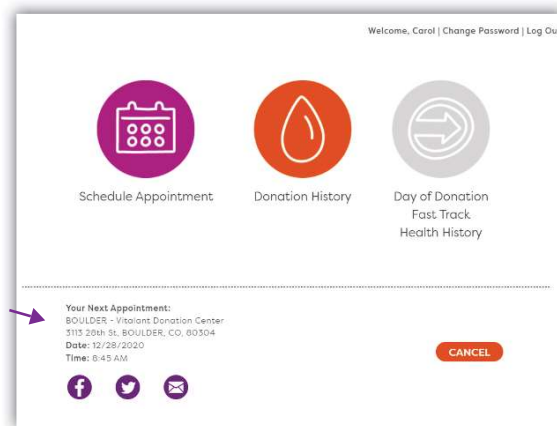 Welcome, Carol | Change Password | Log Ou
Schedule Appointment
Donation History
Day of Donation
Fast Track
Health History
Your Next Appointment:
BOULDER - Vitalant Donation Center
3113 28th St, BOULDER, CO, 80304
Date: 12/28/2020
Time: 8:45 AM
CANCEL